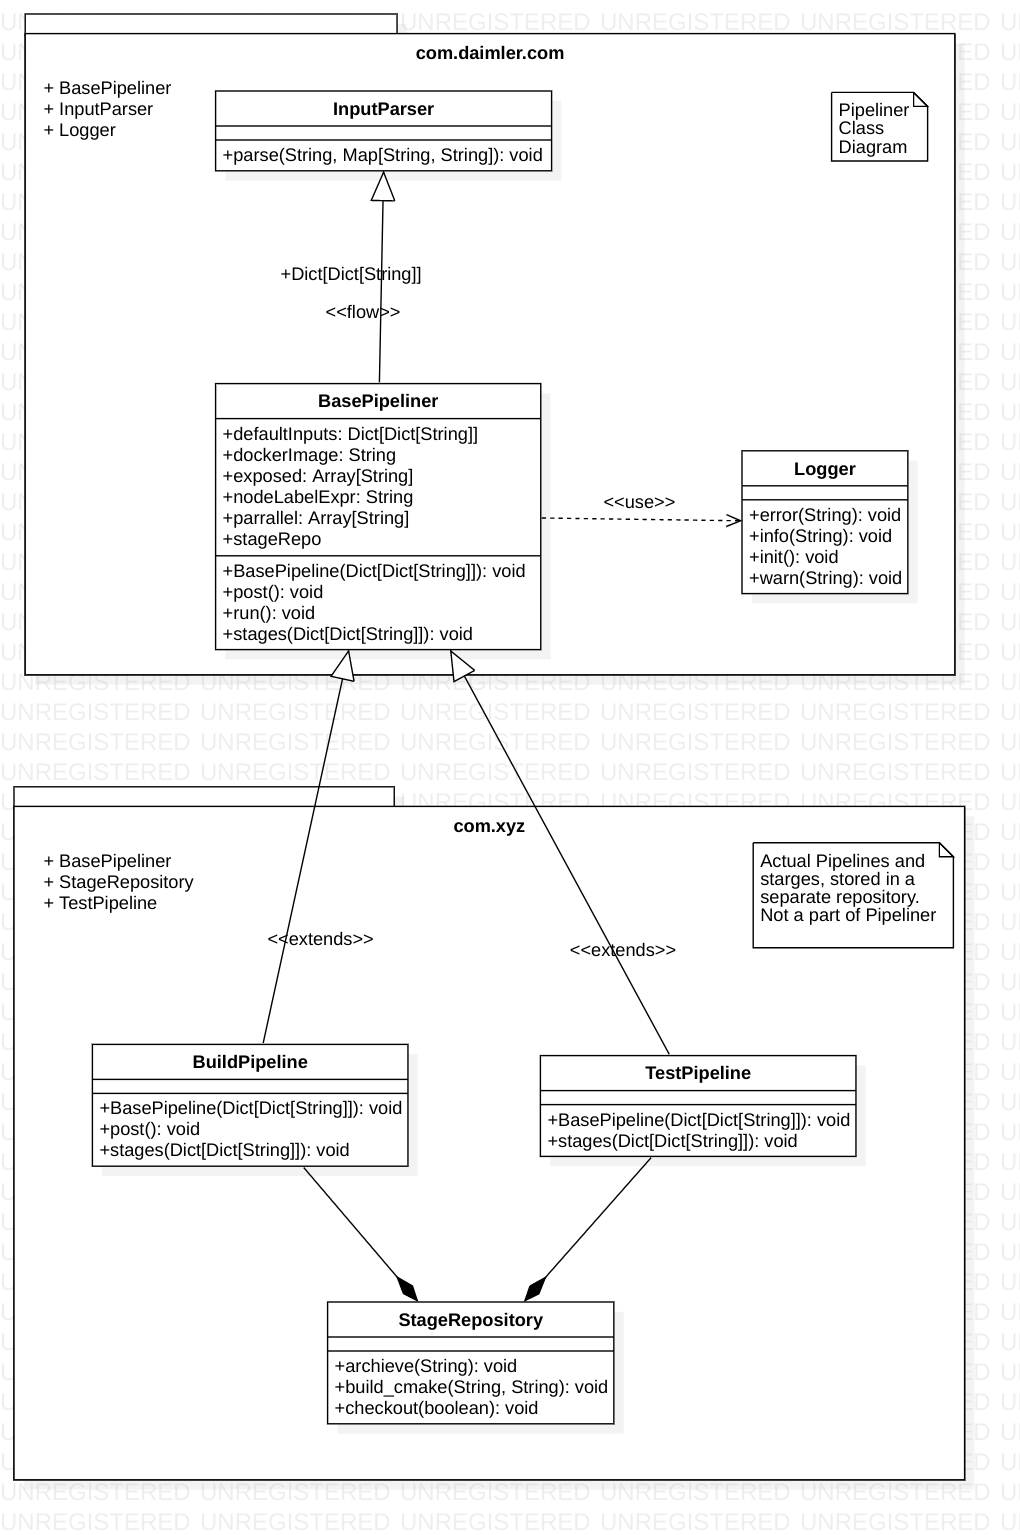 com.daimler.com
+ BasePipeliner
+ InputParser
+ Logger
InputParser
+parse(String, Map[String, String]): void
Pipeliner
Class
Diagram
+Dict[Dict[String]]
<<flow>>
BasePipeliner
+defaultInputs: Dict[Dict[String]]
+dockerImage: String
+exposed: Array[String]
+nodeLabelExpr: String
+parrallel: Array[String]
+stageRepo
+BasePipeline(Dict[Dict[String]]): void
+post(): void
+run(): void
+stages(Dict[Dict[String]]): void
<<use>>
Logger
+error(String): void
+info(String): void
+init(): void
+warn(String): void
UNREGISTERED UNREGISTERED UNREGISTERED UNREGISTERED UNREGISTERED
com.xyz
+ BasePipeliner
+ StageRepository
+ TestPipeline
Actual Pipelines and
starges, stored in a
separate repository.
Not a part of Pipeliner
<<extends>>
<<extends>>
BuildPipeline
+BasePipeline(Dict[Dict[String]]): void
+post(): void
+stages(Dict[Dict[String]]): void
TestPipeline
+BasePipeline(Dict[Dict[String]]): void
+stages(Dict[Dict[String]]): void
StageRepository
+archieve(String): void
+build_cmake(String, String): void
+checkout(boolean): void